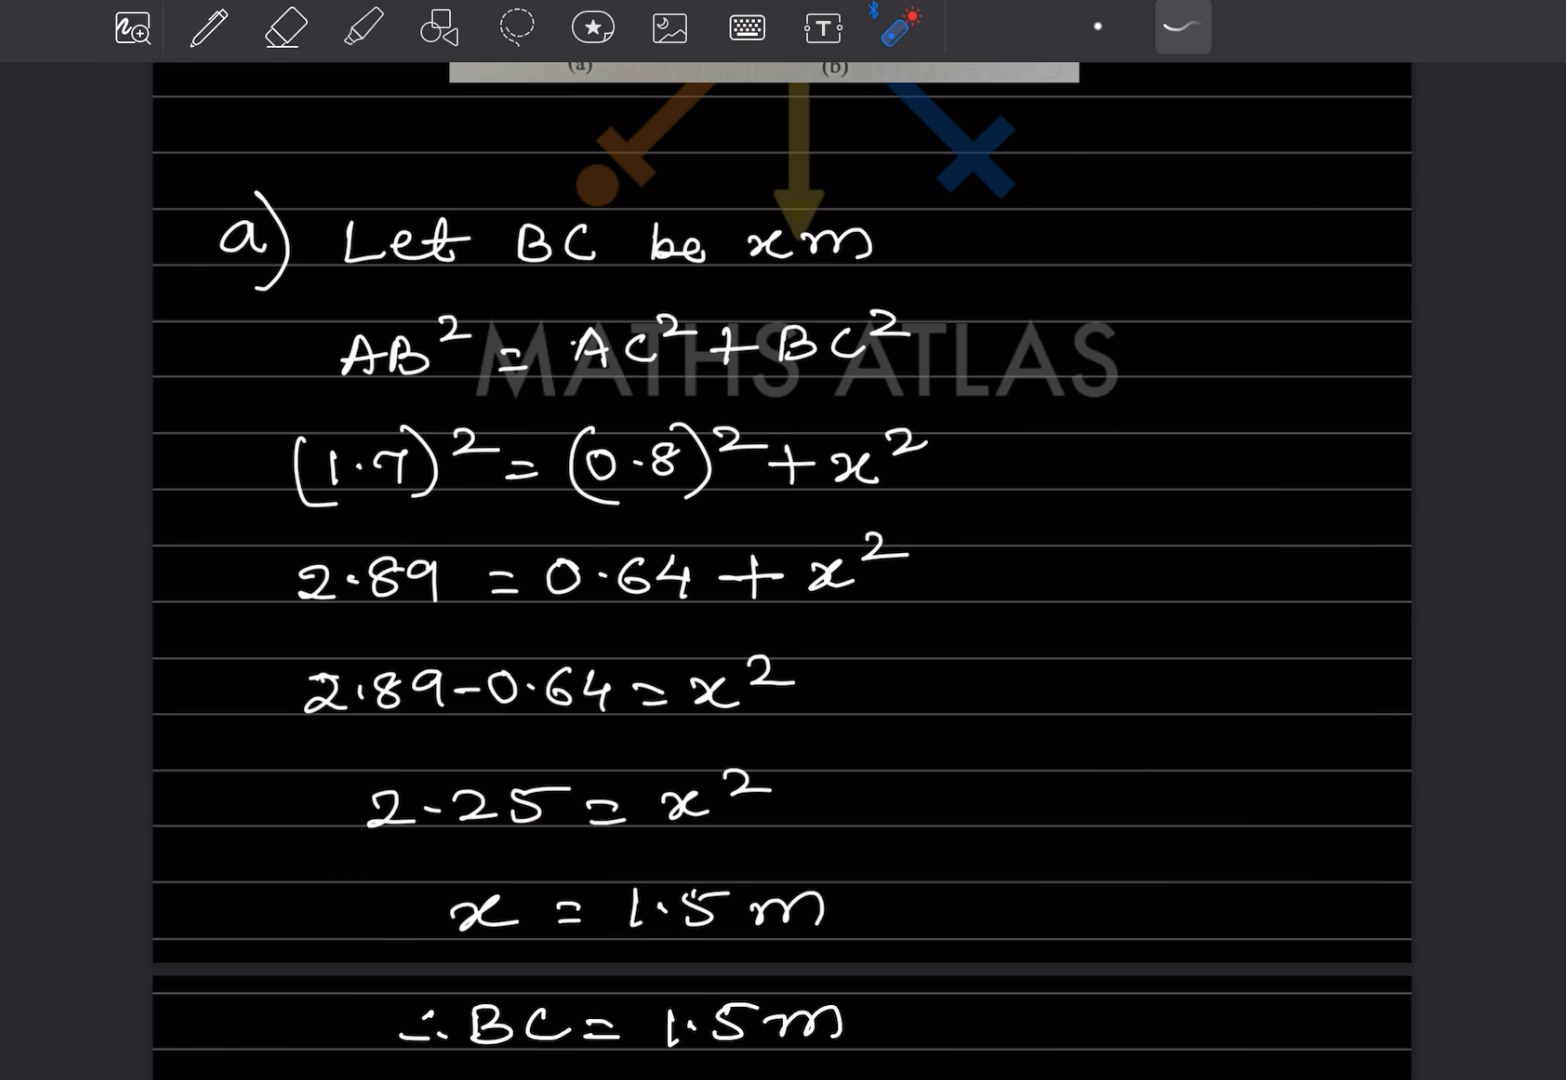 (a) (b)
a) Let BC be xm
MATHS ATLAS
AB² = AC² + BC²
(1.7)² = (0.8)² + x²
2.89 = 0.64 + x²
2.89 - 0.64 = x²
2.25 = x²
x = 1.5 m
∴ BC = 1.5 m